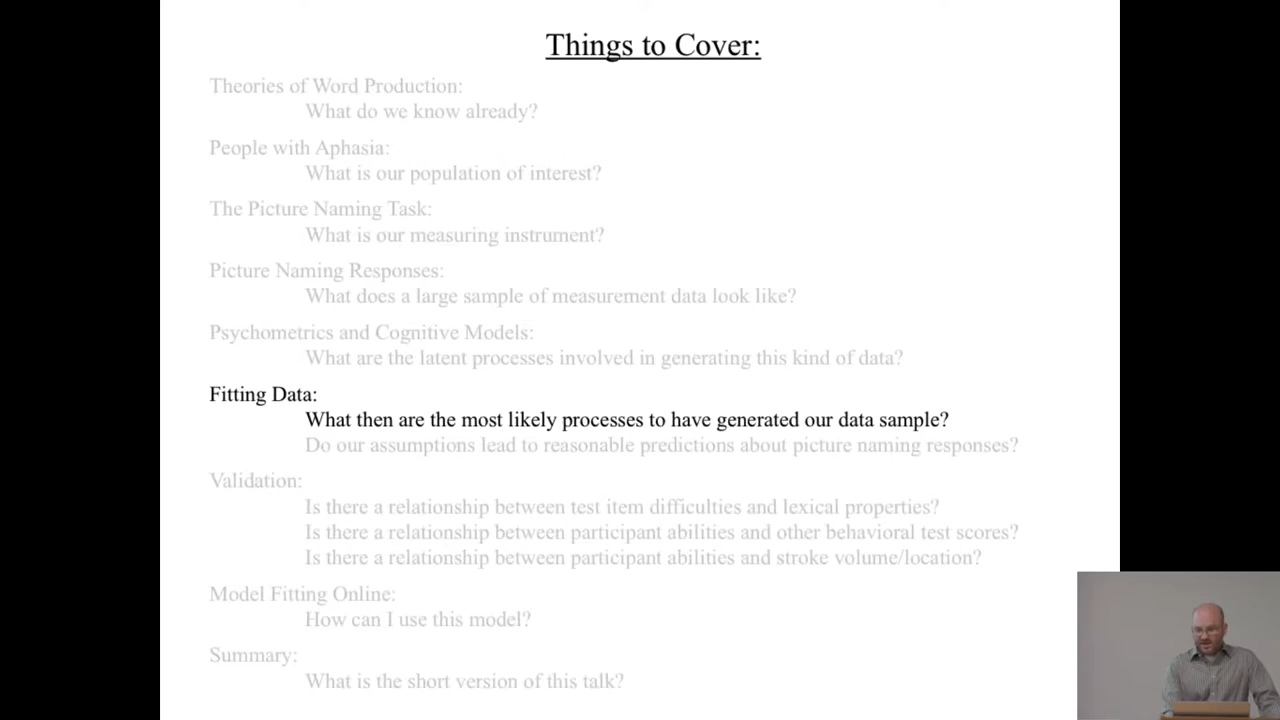 Things to Cover:
Theories of Word Production:
What do we know already?
People with Aphasia:
What is our population of interest?
The Picture Naming Task:
What is our measuring instrument?
Picture Naming Responses:
What does a large sample of measurement data look like?
Psychometrics and Cognitive Models:
What are the latent processes involved in generating this kind of data?
Fitting Data:
What then are the most likely processes to have generated our data sample?
Do our assumptions lead to reasonable predictions about picture naming responses?
Validation:
Is there a relationship between test item difficulties and lexical properties?
Is there a relationship between participant abilities and other behavioral test scores?
Is there a relationship between participant abilities and stroke volume/location?
Model Fitting Online:
How can I use this model?
Summary:
What is the short version of this talk?